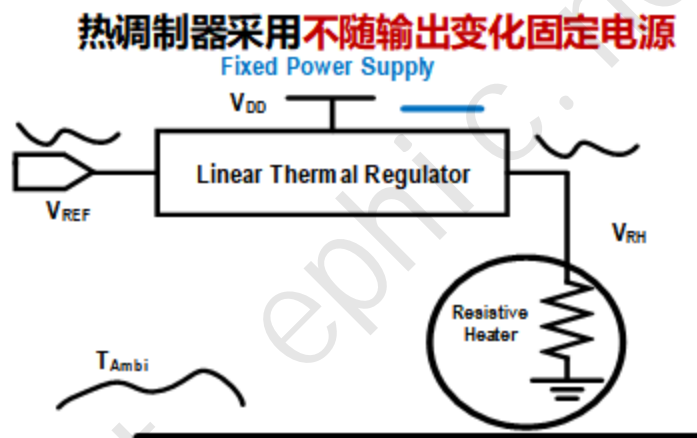 热调制器采用不随输出变化固定电源
Fixed Power Supply
VDD
Linear Thermal Regulator
VREF
VRH
Resistive
Heater
TAmbi
ephic.